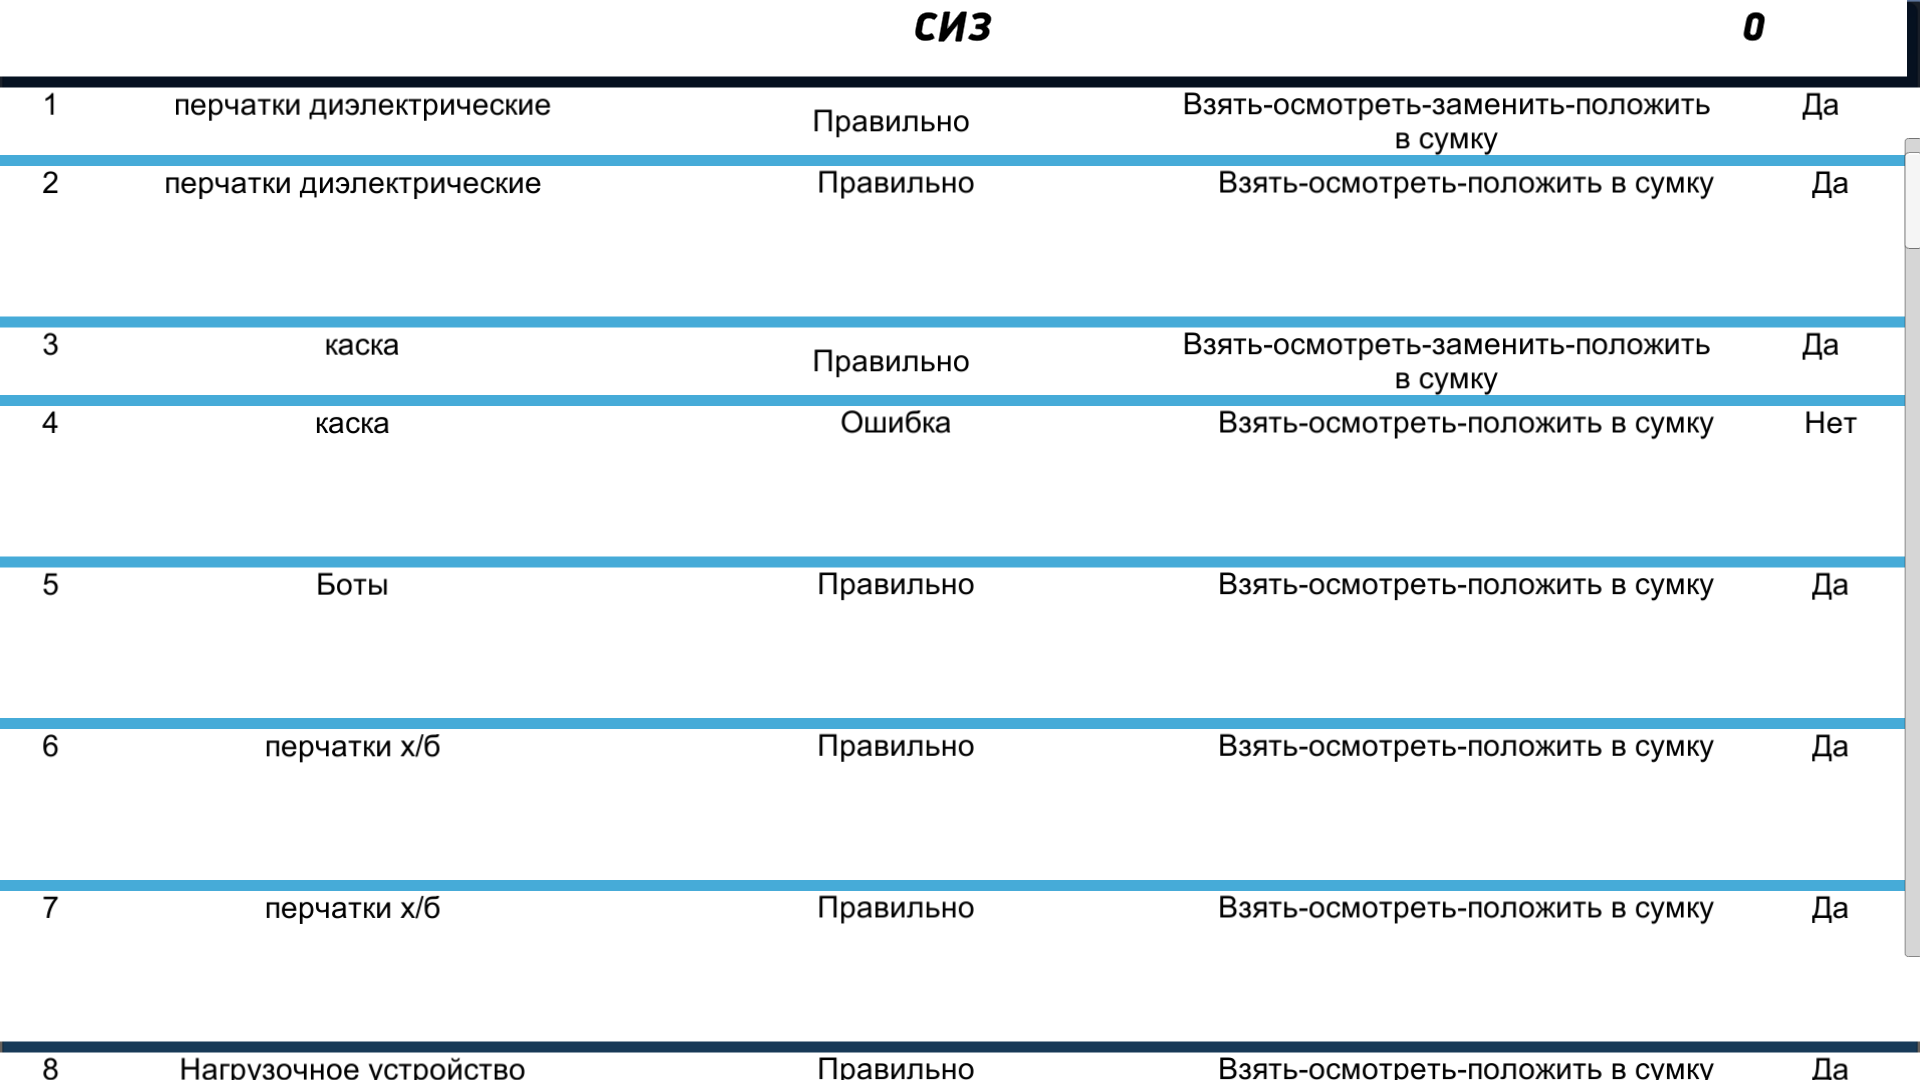 СИЗ 0
1 перчатки диэлектрические Правильно Взять-осмотреть-заменить-положить в сумку Да
2 перчатки диэлектрические Правильно Взять-осмотреть-положить в сумку Да
3 каска Правильно Взять-осмотреть-заменить-положить в сумку Да
4 каска Ошибка Взять-осмотреть-положить в сумку Нет
5 Боты Правильно Взять-осмотреть-положить в сумку Да
6 перчатки х/б Правильно Взять-осмотреть-положить в сумку Да
7 перчатки х/б Правильно Взять-осмотреть-положить в сумку Да
8 Нагрузочное устройство Правильно Взять-осмотреть-положить в сумку Да